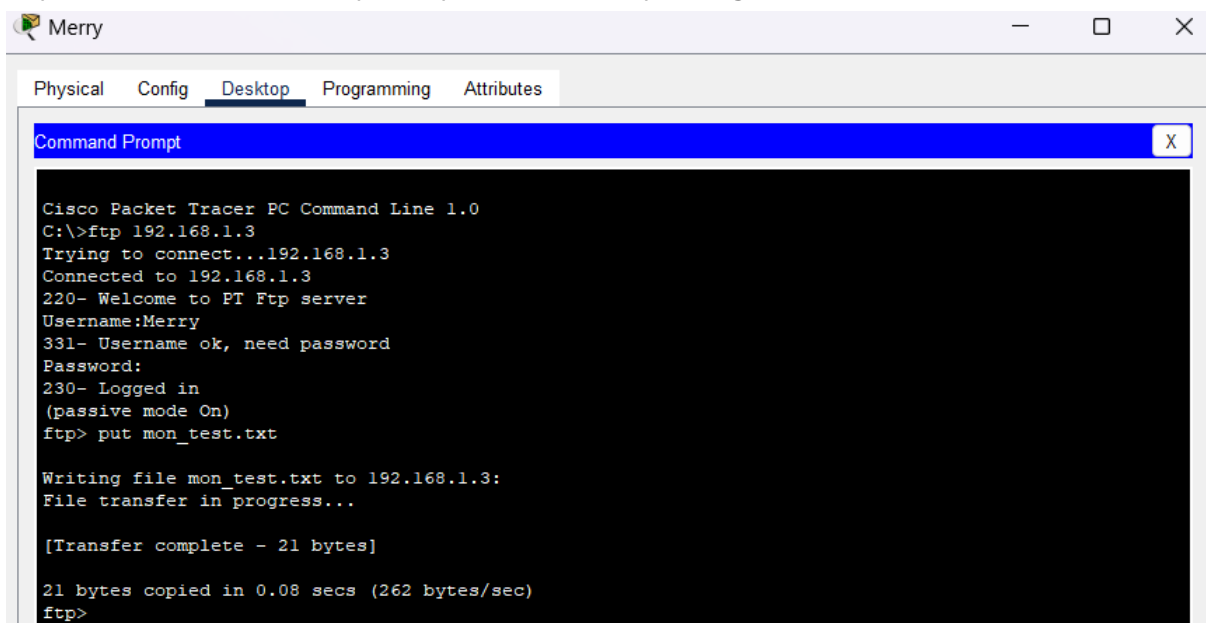 Merry
Physical Config Desktop Programming Attributes
Command Prompt
X
Cisco Packet Tracer PC Command Line 1.0
C:\>ftp 192.168.1.3
Trying to connect...192.168.1.3
Connected to 192.168.1.3
220- Welcome to PT Ftp server
Username:Merry
331- Username ok, need password
Password:
230- Logged in
(passive mode On)
ftp> put mon_test.txt
Writing file mon_test.txt to 192.168.1.3:
File transfer in progress...
[Transfer complete - 21 bytes]
21 bytes copied in 0.08 secs (262 bytes/sec)
ftp>